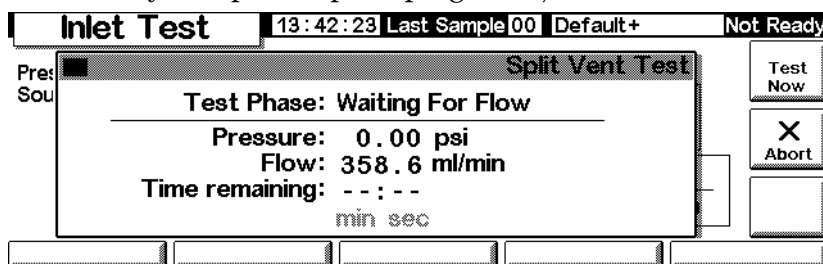 Inlet Test 13:42:23 Last Sample 00 Default+ Not Ready
Split Vent Test
Test Phase: Waiting For Flow
Pressure: 0.00 psi
Flow: 358.6 ml/min
Time remaining: --:--
min sec
Test Now
Abort